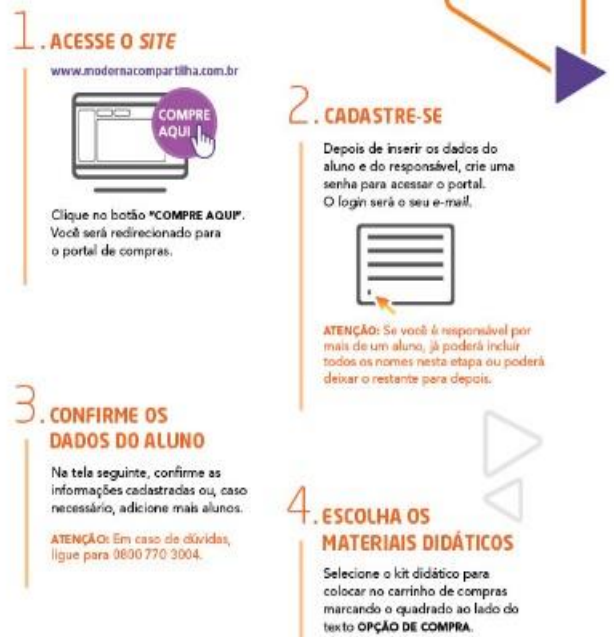 1. ACESSE O SITE
www.modernacompartilha.com.br
COMPRE
AQUI
Clique no botão "COMPRE AQUI".
Você será redirecionado para
o portal de compras.
2. CADASTRE-SE
Depois de inserir os dados do
aluno e do responsável, crie uma
senha para acessar o portal.
O login será o seu e-mail.
ATENÇÃO: Se você é responsável por
mais de um aluno, já poderá incluir
todos os nomes nesta etapa ou poderá
deixar o restante para depois.
3. CONFIRME OS
DADOS DO ALUNO
Na tela seguinte, confirme as
informações cadastradas ou, caso
necessário, adicione mais alunos.
ATENÇÃO: Em caso de dúvidas,
ligue para 0800 770 3004.
4. ESCOLHA OS
MATERIAIS DIDÁTICOS
Selecione o kit didático para
colocar no carrinho de compras
marcando o quadrado ao lado do
texto OPÇÃO DE COMPRA.